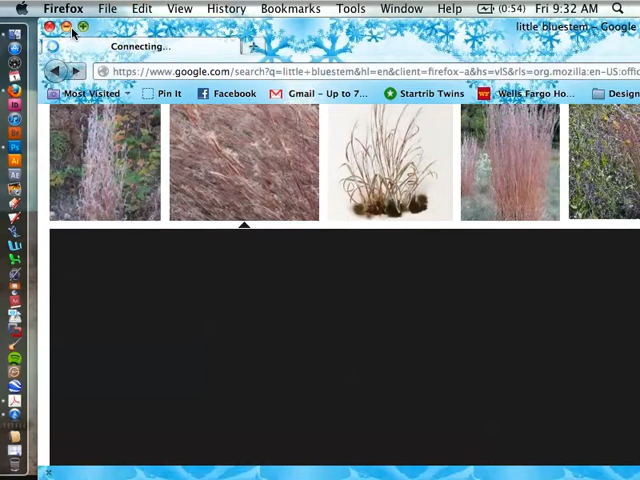 Firefox File Edit View History Bookmarks Tools Window Help (0:54) Fri 9:32 AM
little bluestem – Google
Connecting...
https://www.google.com/search?q=little+bluestem&hl=en&client=firefox-a&hs=vlS&rls=org.mozilla:en-US:offic
Most Visited Pin It Facebook Gmail – Up to 7... Startrib Twins Wells Fargo Ho... Design